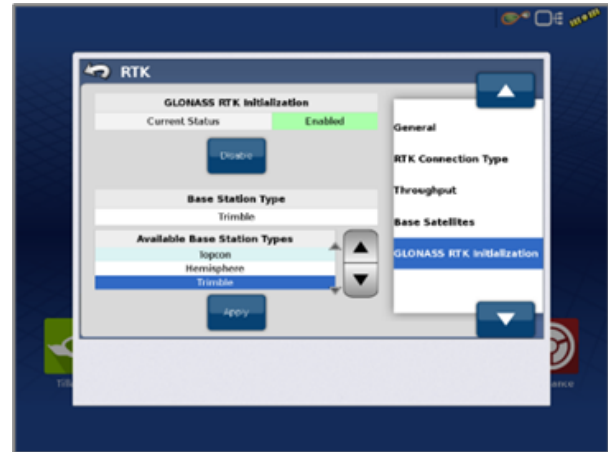 RTK
GLONASS RTK Initialization
Current Status Enabled
Disable
Base Station Type
Trimble
Available Base Station Types
Topcon
Hemisphere
Trimble
Apply
General
RTK Connection Type
Throughput
Base Satellites
GLONASS RTK Initialization